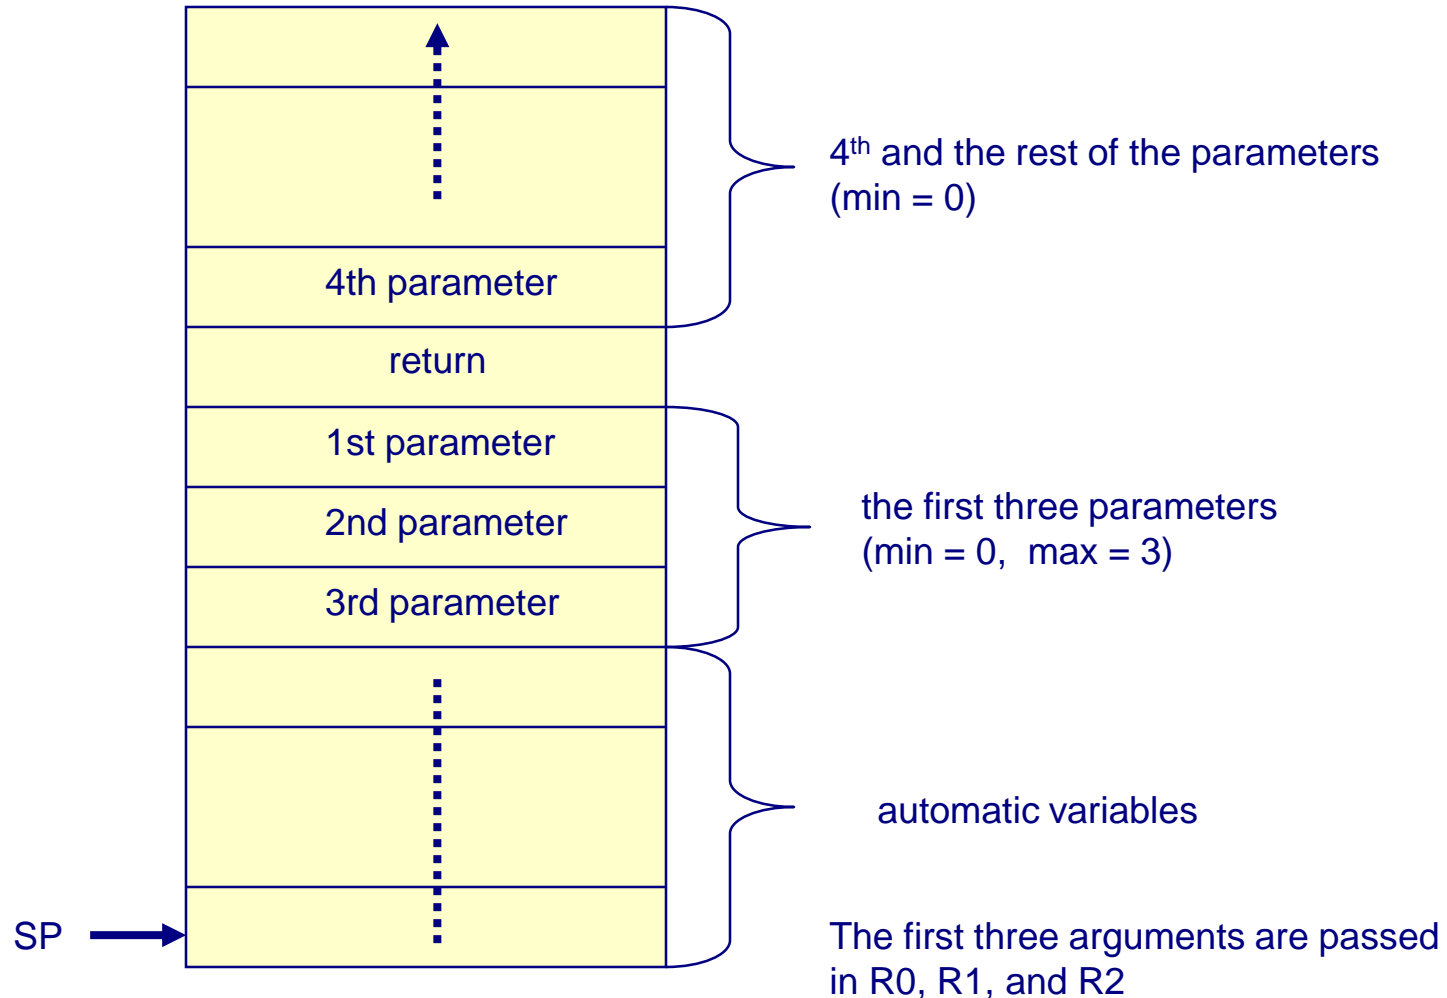 4th and the rest of the parameters
(min = 0)
4th parameter
return
1st parameter
2nd parameter
3rd parameter
the first three parameters
(min = 0, max = 3)
automatic variables
SP
The first three arguments are passed
in R0, R1, and R2